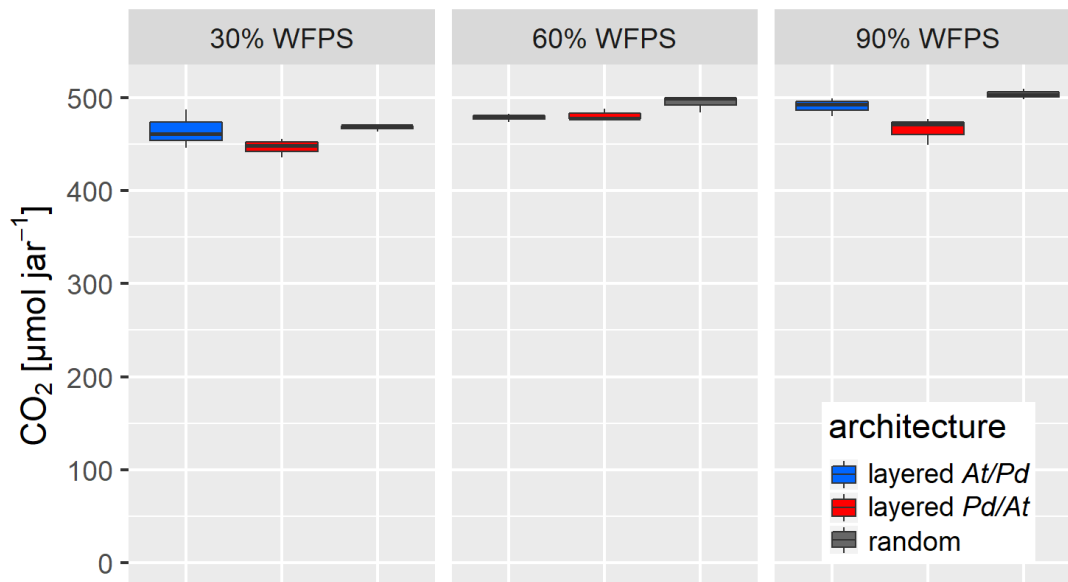 30% WFPS
60% WFPS
90% WFPS
CO₂ [µmol jar⁻¹]
500
400
300
200
100
0
architecture
layered At/Pd
layered Pd/At
random